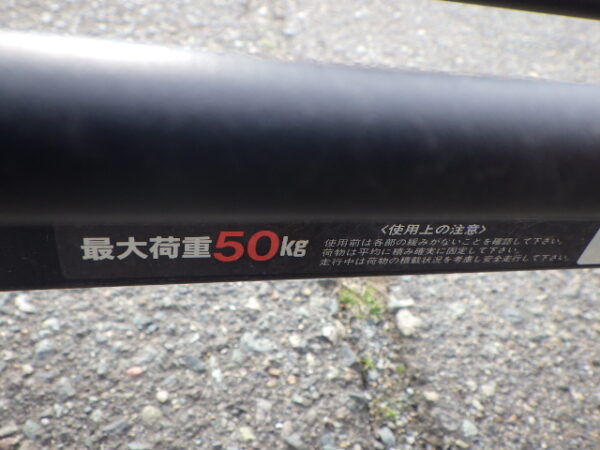 最大荷重50kg
〈使用上の注意〉
使用前は各部の緩みがないことを確認して下さい。
荷物は平均に積み確実に固定して下さい。
走行中は荷物の積載状況を考慮し安全走行して下さい。